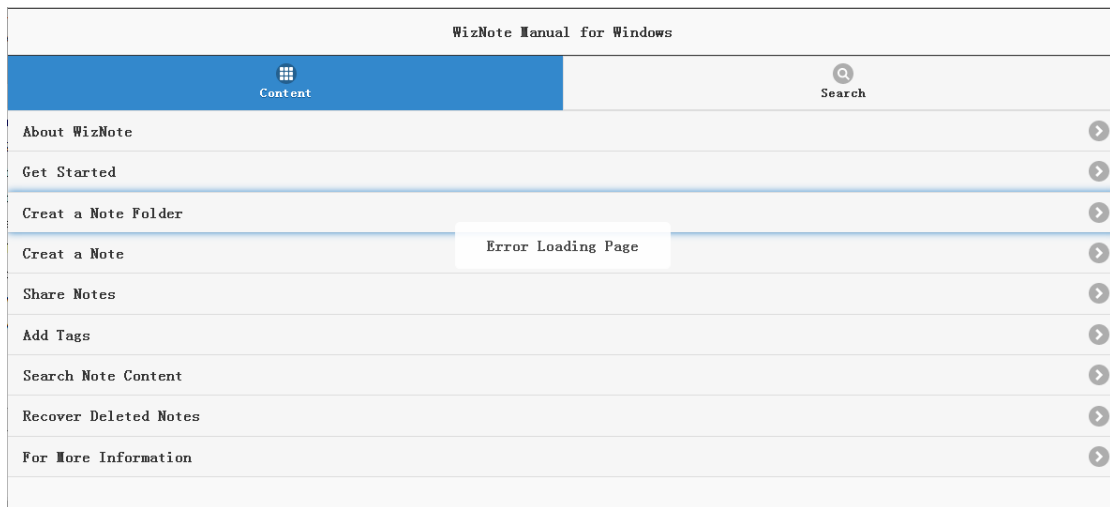 WizNote Manual for Windows
Content
Search
About WizNote
Get Started
Creat a Note Folder
Error Loading Page
Creat a Note
Share Notes
Add Tags
Search Note Content
Recover Deleted Notes
For More Information